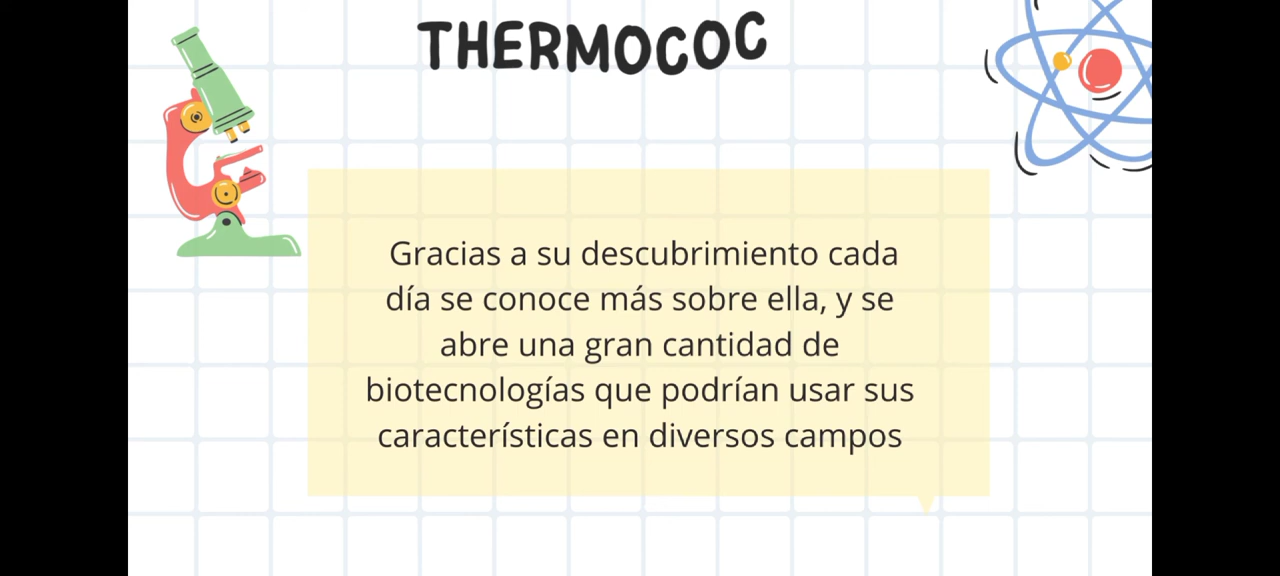 THERMOCOC
Gracias a su descubrimiento cada
día se conoce más sobre ella, y se
abre una gran cantidad de
biotecnologías que podrían usar sus
características en diversos campos